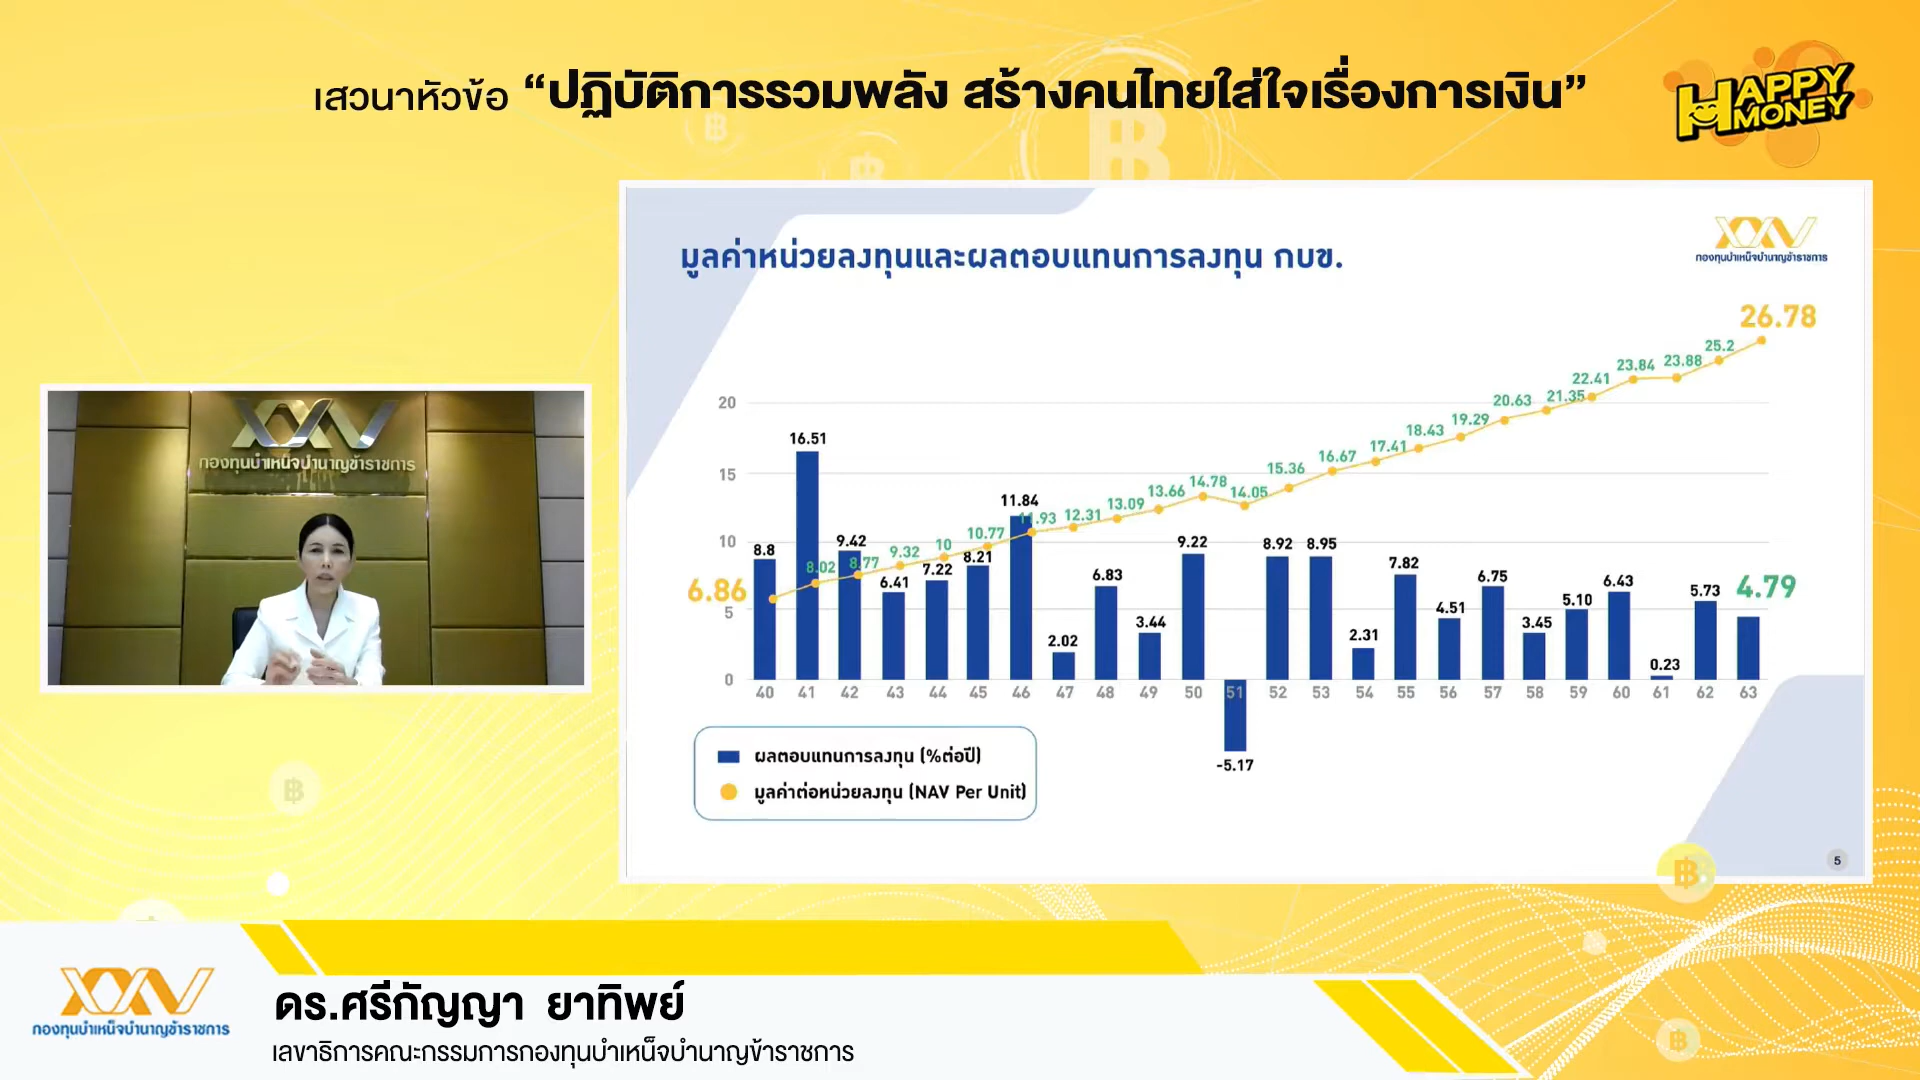 เสวนาหัวข้อ “ปฏิบัติการรวมพลัง สร้างคนไทยใส่ใจเรื่องการเงิน”
HAPPY
MONEY
มูลค่าหน่วยลงทุนและผลตอบแทนการลงทุน กบข.
กองทุนบำเหน็จบำนาญข้าราชการ
26.78
25.2
23.88
23.84
22.41
21.35
20.63
19.29
18.43
17.41
16.67
15.36
14.05
14.78
13.66
13.09
12.31
11.93
10.77
10
9.32
8.77
8.02
6.86
20
15
10
5
0
8.8 16.51 9.42 6.41 7.22 8.21 11.84 2.02 6.83 3.44 9.22 -5.17 8.92 8.95 2.31 7.82 4.51 6.75 3.45 5.10 6.43 0.23 5.73 4.79
40 41 42 43 44 45 46 47 48 49 50 51 52 53 54 55 56 57 58 59 60 61 62 63
ผลตอบแทนการลงทุน (%ต่อปี)
มูลค่าต่อหน่วยลงทุน (NAV Per Unit)
5
กองทุนบำเหน็จบำนาญข้าราชการ
กองทุนบำเหน็จบำนาญข้าราชการ
ดร.ศรีกัญญา ยาทิพย์
เลขาธิการคณะกรรมการกองทุนบำเหน็จบำนาญข้าราชการ